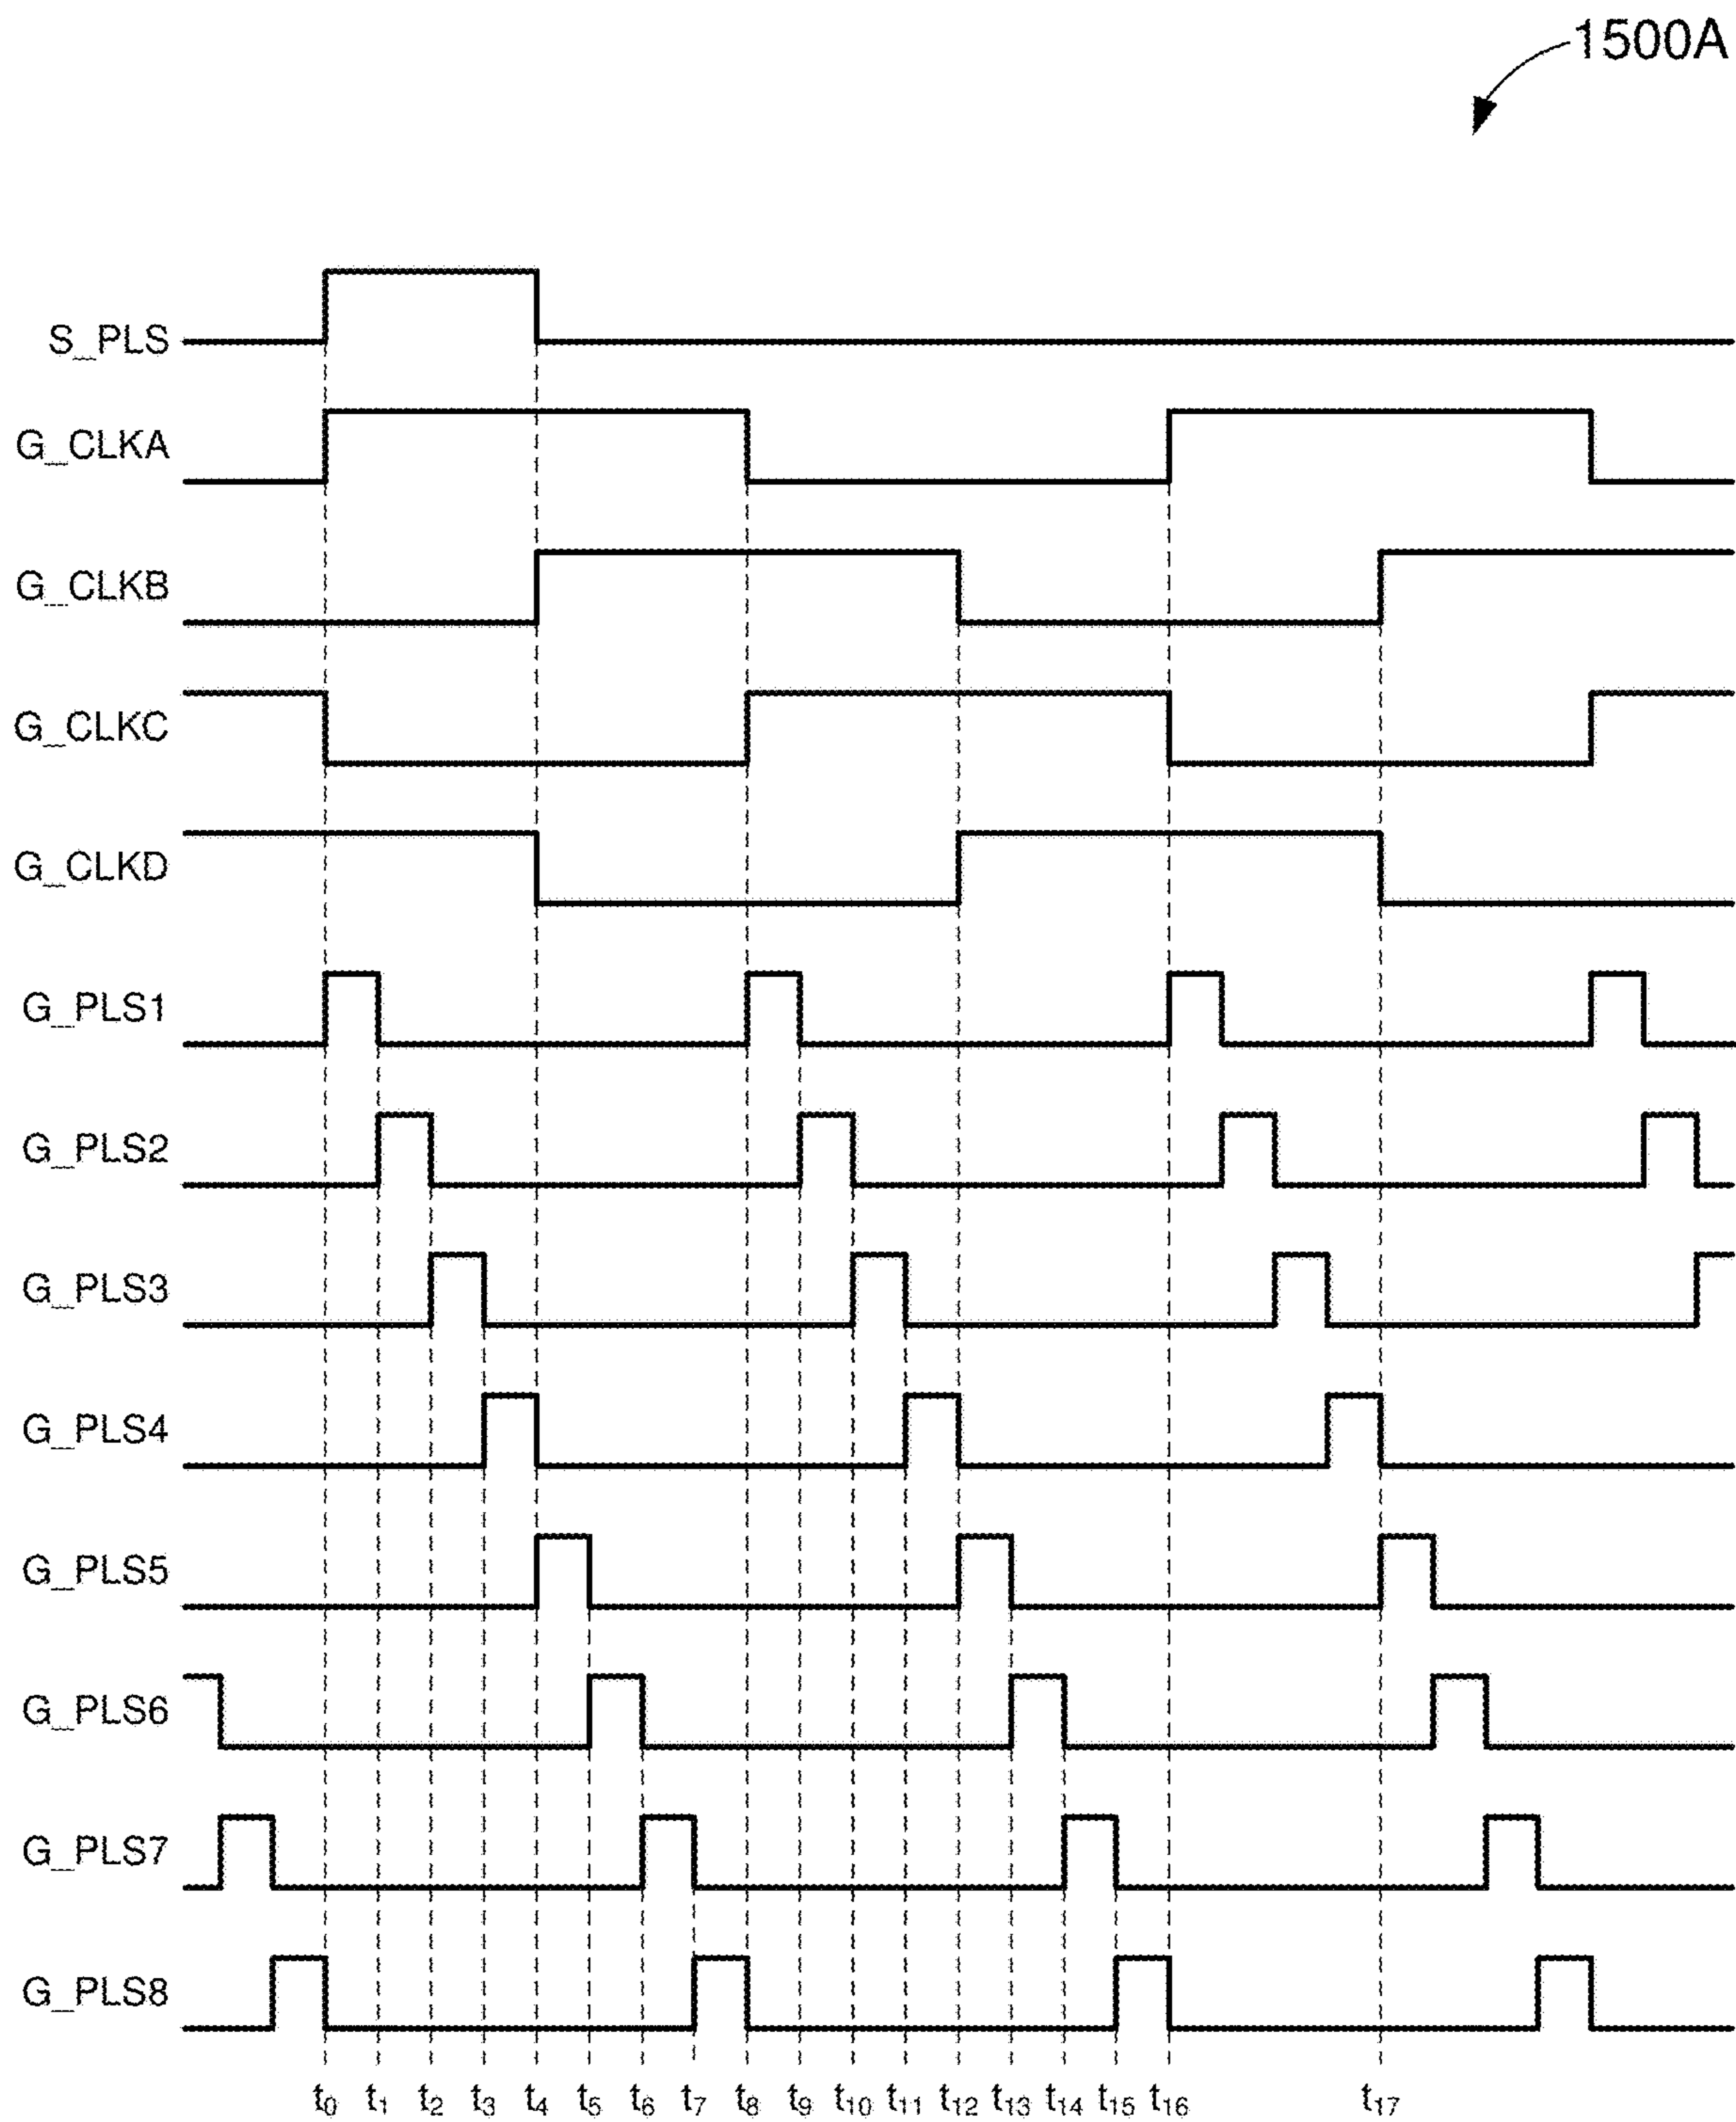 1500A
S_PLS
G_CLKA
G_CLKB
G_CLKC
G_CLKD
G_PLS1
G_PLS2
G_PLS3
G_PLS4
G_PLS5
G_PLS6
G_PLS7
G_PLS8
t0 t1 t2 t3 t4 t5 t6 t7 t8 t9 t10 t11 t12 t13 t14 t15 t16 t17